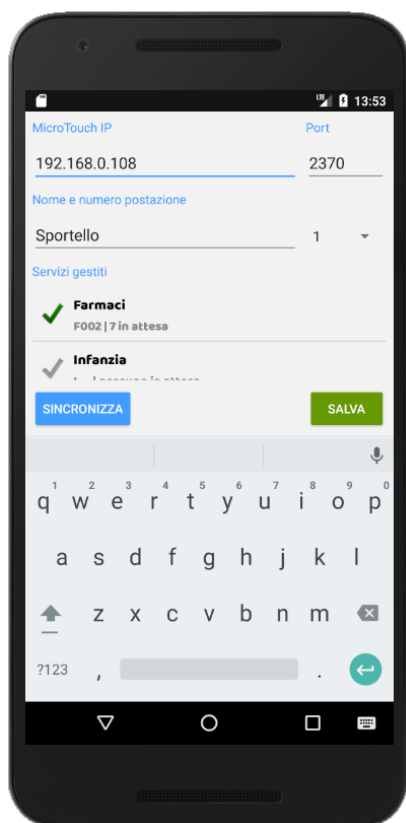 13:53
MicroTouch IP Port
192.168.0.108 2370
Nome e numero postazione
Sportello 1
Servizi gestiti
Farmaci
F002 | 7 in attesa
Infanzia
SINCRONIZZA SALVA
1 2 3 4 5 6 7 8 9 0
q w e r t y u i o p
a s d f g h j k l
z x c v b n m
?123 , .